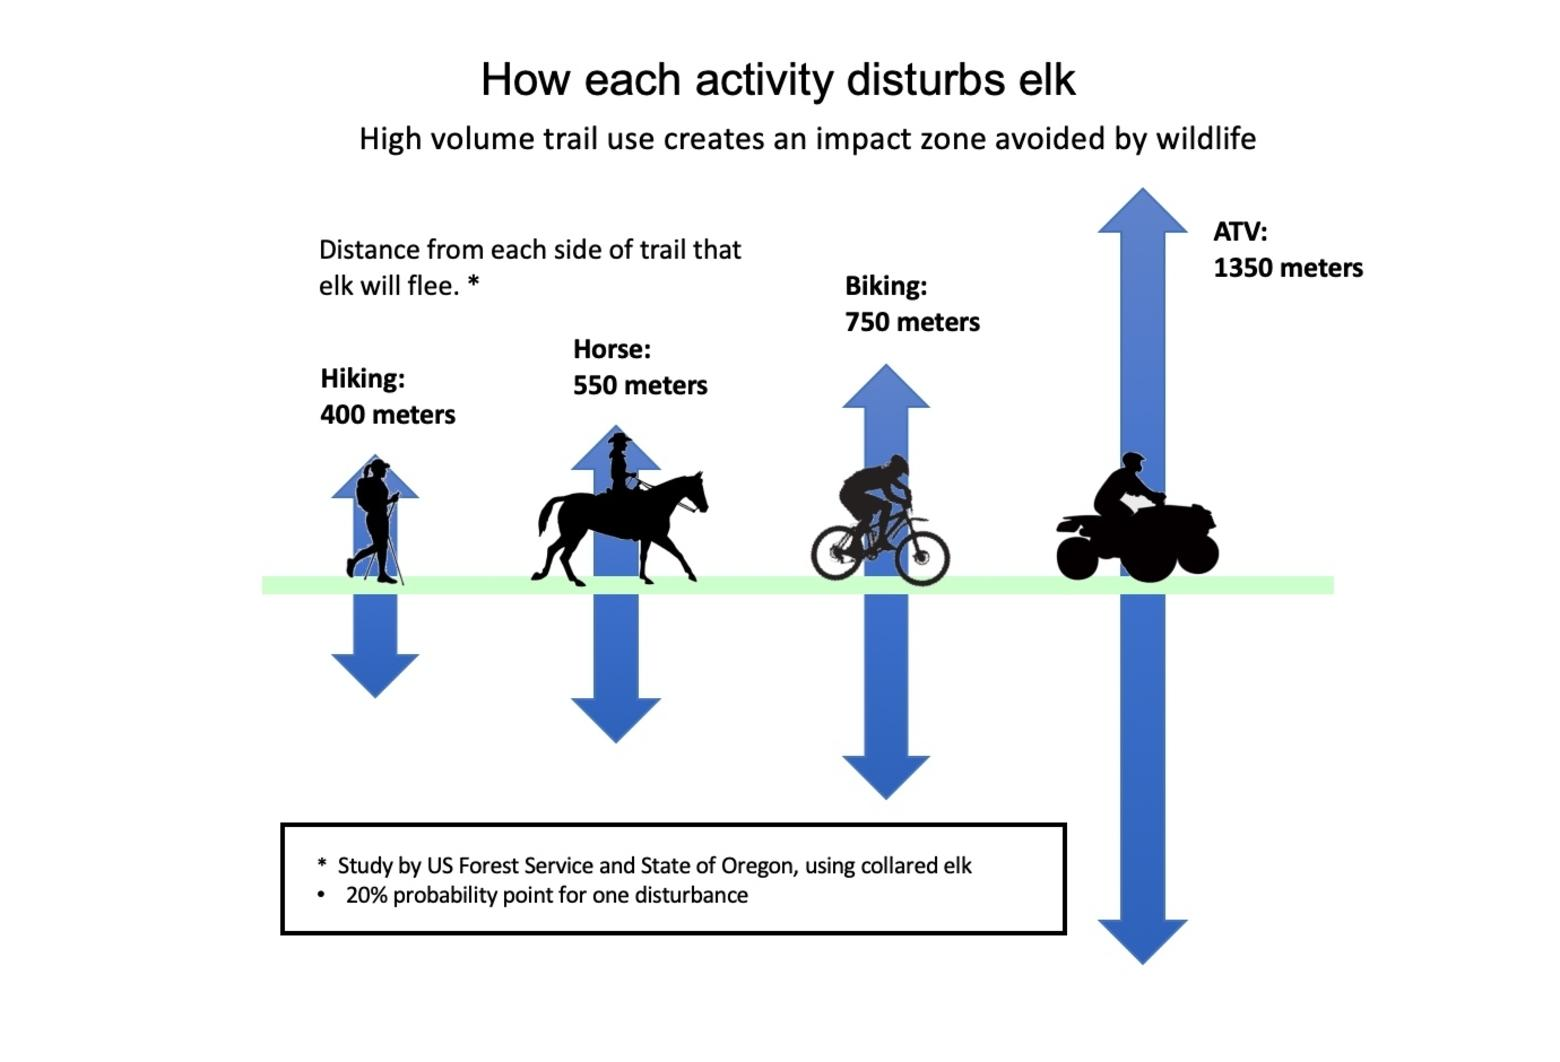 How each activity disturbs elk
High volume trail use creates an impact zone avoided by wildlife
Distance from each side of trail that
elk will flee. *
Hiking:
400 meters
Horse:
550 meters
Biking:
750 meters
ATV:
1350 meters
* Study by US Forest Service and State of Oregon, using collared elk
• 20% probability point for one disturbance